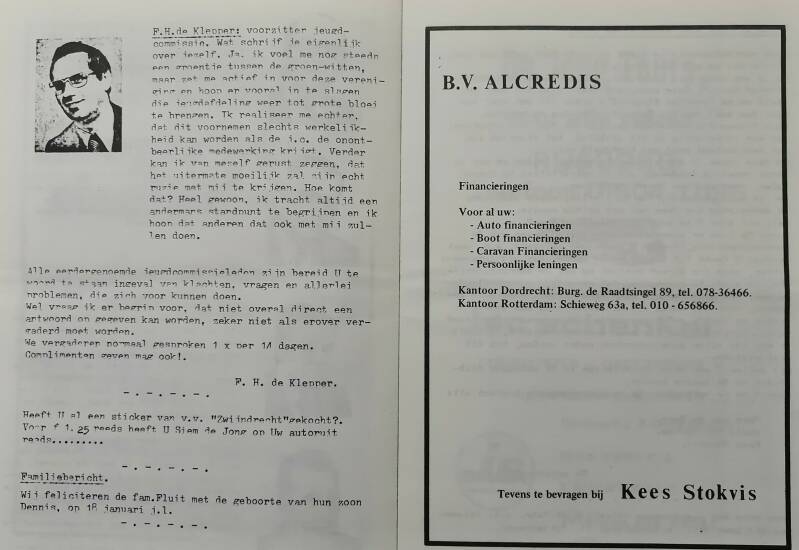 F.H.de Klepper: voorzitter jeugd-
commissie. Wat schrijf je eigenlijk
over jezelf. Ja, ik voel me nog steeds
een groentje tussen de groen-witten,
maar zet me actief in voor deze vereni-
ging en hoop er vooral in te slagen
die jeugdafdeling weer tot grote bloei
te brengen. Ik realiseer me echter,
dat dit voornemen slechts werkelijk-
heid kan worden als de j.c. de onont-
beerlijke medewerking krijgt. Verder
kan ik van mezelf gerust zeggen, dat
het uitermate moeilijk zal zijn echt
ruzie met mij te krijgen. Hoe komt
dat? Heel gewoon, ik tracht altijd een
andermans standpunt te begrijpen en ik
hoop dat anderen dat ook met mij zul-
len doen.
Alle eerdergenoemde jeugdcommissieleden zijn bereid U te
woord te staan ingeval van klachten, vragen en allerlei
problemen, die zich voor kunnen doen.
Wel vraag ik er begrip voor, dat niet overal direct een
antwoord op gegeven kan worden, zeker niet als erover ver-
gaderd moet worden.
We vergaderen normaal gesproken 1 x per 14 dagen.
Complimenten geven mag ook!.
F. H. de Klepper.
-.-.-.-.
Heeft U al een sticker van v.v. "Zwijndrecht"gekocht?.
Voor f 1,25 reeds heeft U Siem de Jong op Uw autoruit
reeds.........
-.-.-.-.
Familiebericht.
Wij feliciteren de fam.Fluit met de geboorte van hun zoon
Dennis, op 18 januari j.l.
-.-.-.-.
B.V. ALCREDIS
Financieringen
Voor al uw:
- Auto financieringen
- Boot financieringen
- Caravan Financieringen
- Persoonlijke leningen
Kantoor Dordrecht: Burg. de Raadtsingel 89, tel. 078-36466.
Kantoor Rotterdam: Schieweg 63a, tel. 010 - 656866.
Tevens te bevragen bij Kees Stokvis